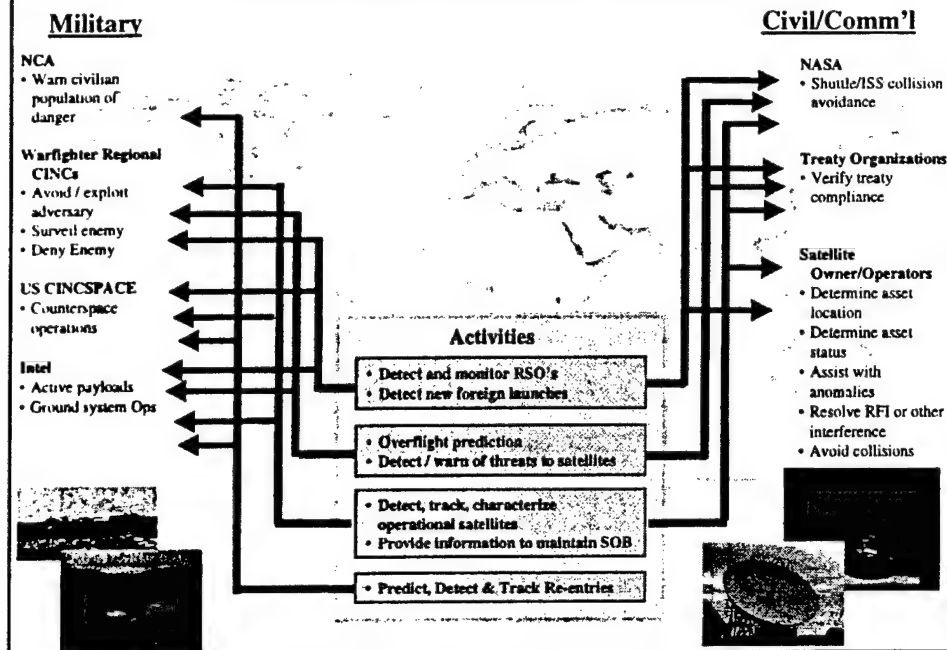 Military
NCA
• Warn civilian
population of
danger
Warfighter Regional
CINCs
• Avoid / exploit
adversary
• Surveil enemy
• Deny Enemy
US CINCSPACE
• Counterspace
operations
Intel
• Active payloads
• Ground system Ops
Activities
• Detect and monitor RSO's
• Detect new foreign launches
• Overflight prediction
• Detect / warn of threats to satellites
• Detect, track, characterize
operational satellites
• Provide information to maintain SOB
• Predict, Detect & Track Re-entries
Civil/Comm'l
NASA
• Shuttle/ISS collision
avoidance
Treaty Organizations
• Verify treaty
compliance
Satellite
Owner/Operators
• Determine asset
location
• Determine asset
status
• Assist with
anomalies
• Resolve RFI or other
interference
• Avoid collisions